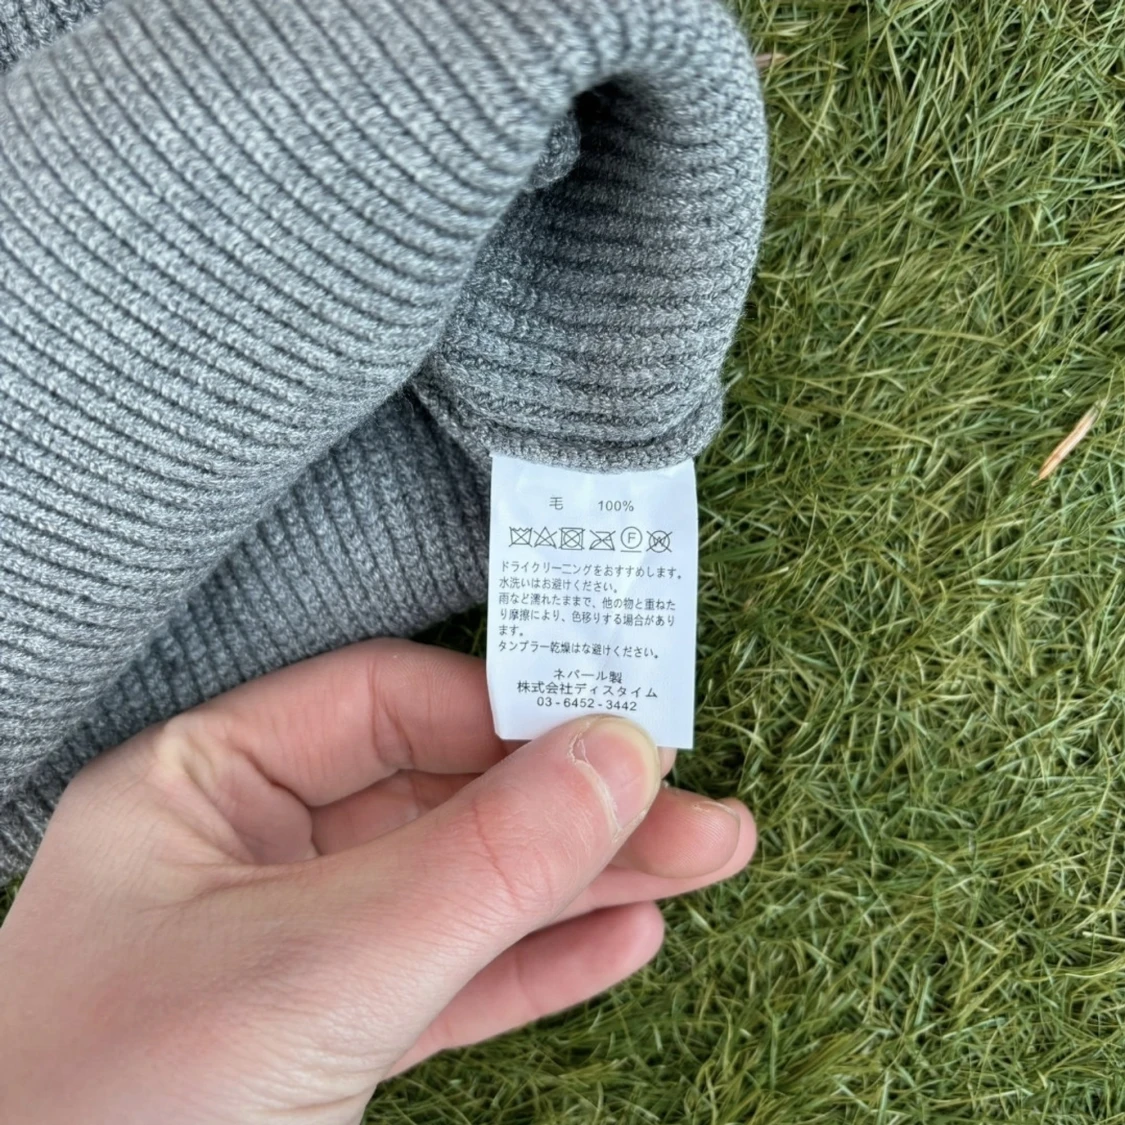 毛 100%
F W
ドライクリーニングをおすすめします。
水洗いはお避けください。
雨など濡れたままで、他の物と重ねた
り摩擦により、色移りする場合があり
ます。
タンブラー乾燥はな避けください。
ネパール製
株式会社ディスタイム
03-6452-3442